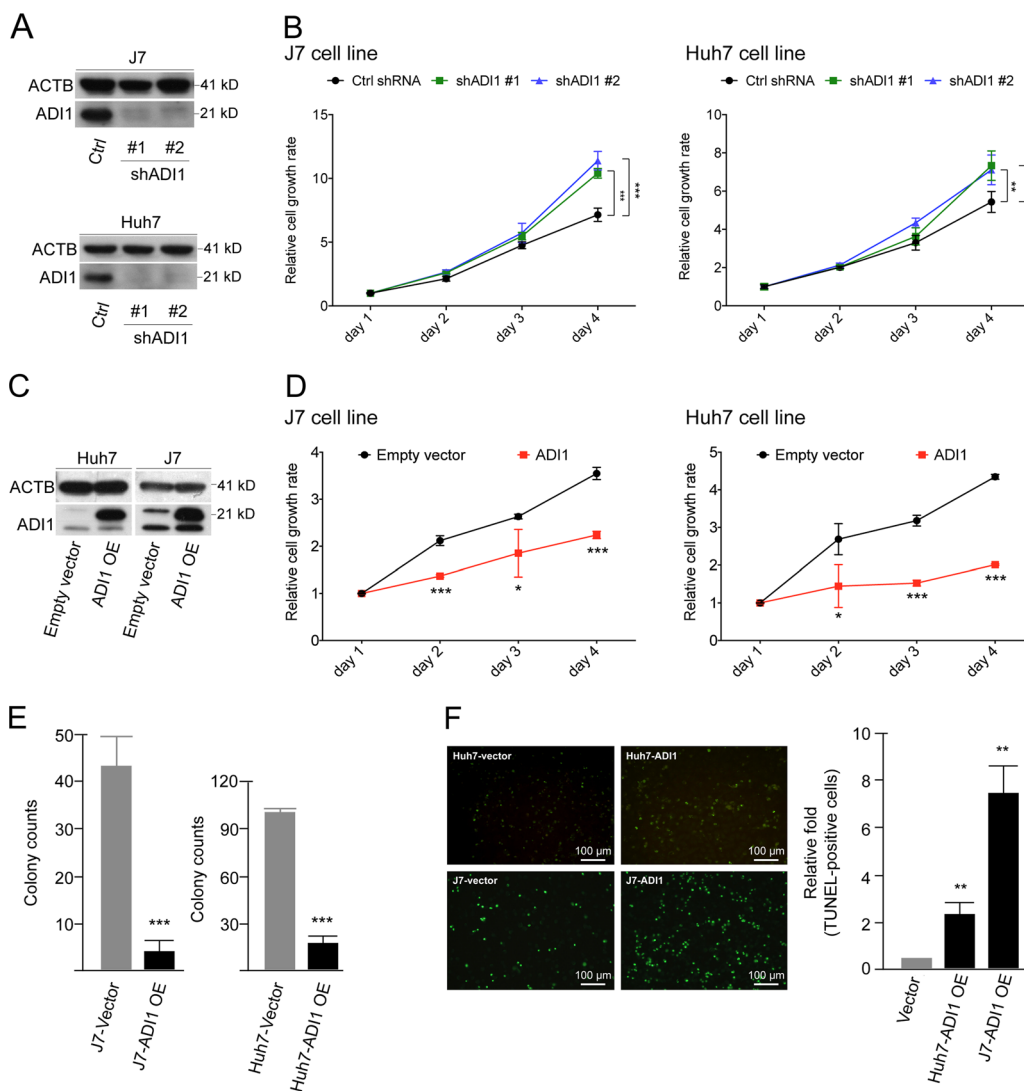 A
J7
ACTB
41 kD
ADI1
21 kD
Ctrl
#1
#2
shADI1
Huh7
ACTB
41 kD
ADI1
21 kD
Ctrl
#1
#2
shADI1
B
J7 cell line
Ctrl shRNA
shADI1 #1
shADI1 #2
Relative cell growth rate
15
10
5
0
day 1
day 2
day 3
day 4
***
***
Huh7 cell line
Ctrl shRNA
shADI1 #1
shADI1 #2
Relative cell growth rate
10
8
6
4
2
0
day 1
day 2
day 3
day 4
**
C
Huh7
J7
ACTB
41 kD
21 kD
ADI1
Empty vector
ADI1 OE
Empty vector
ADI1 OE
D
J7 cell line
Empty vector
ADI1
Relative cell growth rate
4
3
2
1
0
***
*
***
day 1
day 2
day 3
day 4
Huh7 cell line
Empty vector
ADI1
Relative cell growth rate
5
4
3
2
1
0
*
***
***
day 1
day 2
day 3
day 4
E
Colony counts
50
40
30
20
10
***
J7-Vector
J7-ADI1 OE
Colony counts
120
90
60
30
***
Huh7-Vector
Huh7-ADI1 OE
F
Huh7-vector
100 µm
Huh7-ADI1
100 µm
J7-vector
100 µm
J7-ADI1
100 µm
Relative fold
(TUNEL-positive cells)
10
8
6
4
2
0
**
**
Vector
Huh7-ADI1 OE
J7-ADI1 OE